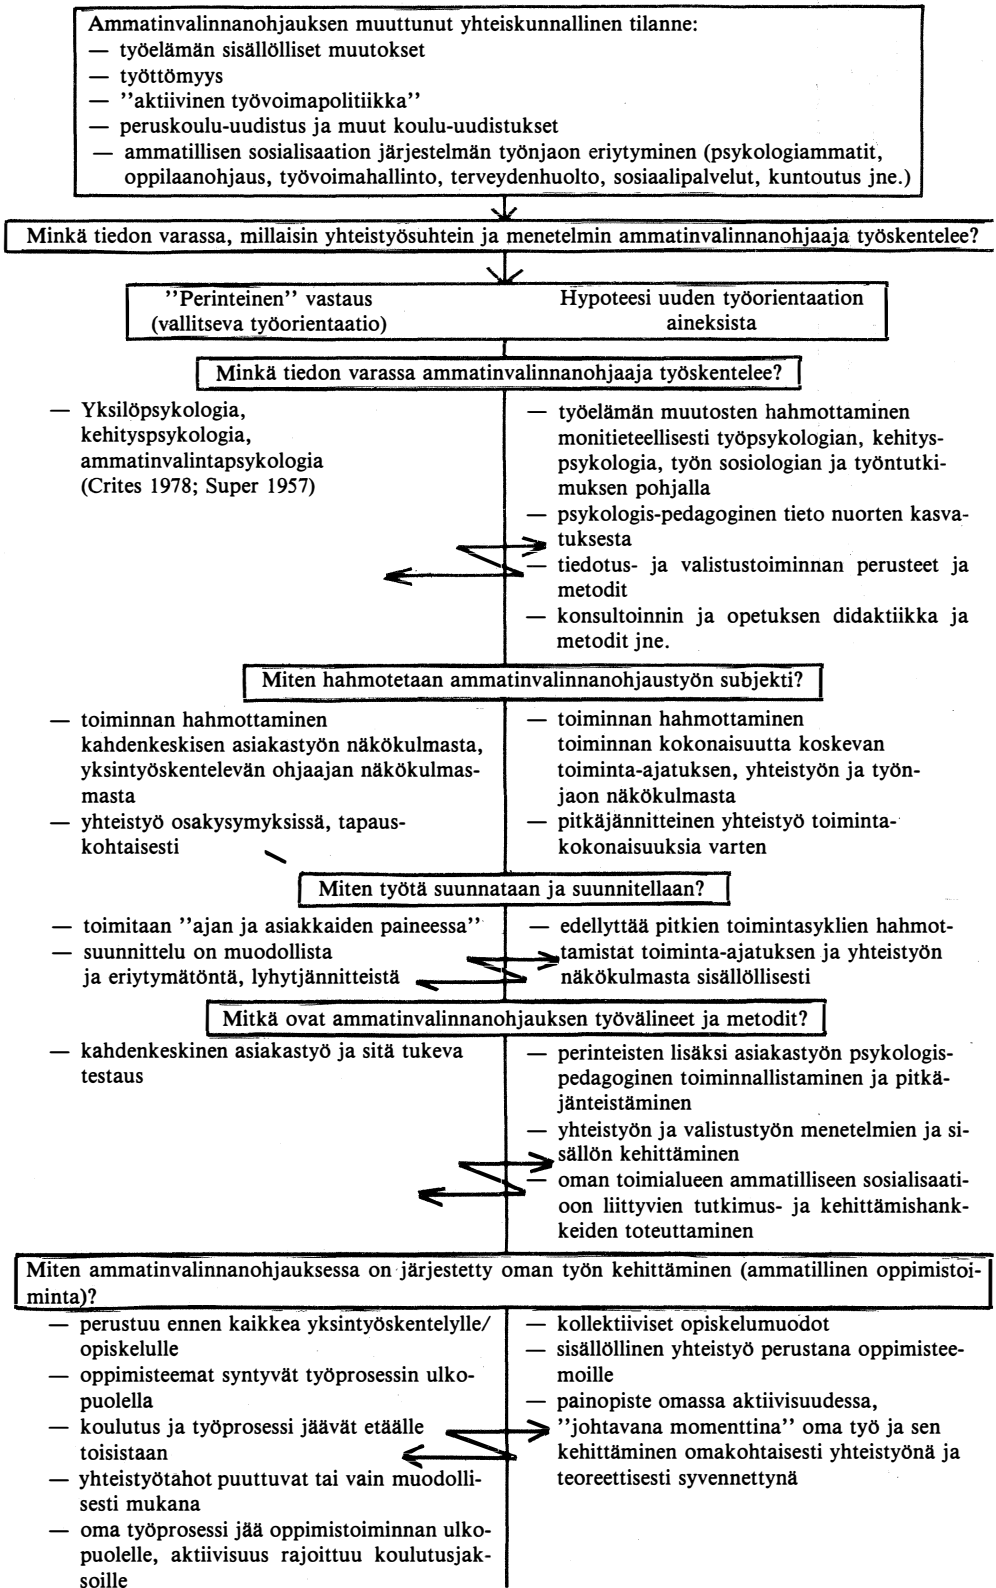 Ammatinvalinnanohjauksen muuttunut yhteiskunnallinen tilanne:
— työelämän sisällölliset muutokset
— työttömyys
— ''aktiivinen työvoimapolitiikka''
— peruskoulu-uudistus ja muut koulu-uudistukset
— ammatillisen sosialisaation järjestelmän työnjaon eriytyminen (psykologiammatit,
oppilaanohjaus, työvoimahallinto, terveydenhuolto, sosiaalipalvelut, kuntoutus jne.)
Minkä tiedon varassa, millaisin yhteistyösuhtein ja menetelmin ammatinvalinnanohjaaja työskentelee?
''Perinteinen'' vastaus
(vallitseva työorientaatio)
Hypoteesi uuden työorientaation
aineksista
Minkä tiedon varassa ammatinvalinnanohjaaja työskentelee?
— Yksilöpsykologia,
kehityspsykologia,
ammatinvalintapsykologia
(Crites 1978; Super 1957)
— työelämän muutosten hahmottaminen
monitieteellisesti työpsykologian, kehitys-
psykologia, työn sosiologian ja työntutki-
muksen pohjalla
— psykologis-pedagoginen tieto nuorten kasva-
tuksesta
— tiedotus- ja valistustoiminnan perusteet ja
metodit
— konsultoinnin ja opetuksen didaktiikka ja
metodit jne.
Miten hahmotetaan ammatinvalinnanohjaustyön subjekti?
— toiminnan hahmottaminen
kahdenkeskisen asiakastyön näkökulmasta,
yksintyöskentelevän ohjaajan näkökulmas-
masta
— yhteistyö osakysymyksissä, tapaus-
kohtaisesti
— toiminnan hahmottaminen
toiminnan kokonaisuutta koskevan
toiminta-ajatuksen, yhteistyön ja työn-
jaon näkökulmasta
— pitkäjännitteinen yhteistyö toiminta-
kokonaisuuksia varten
Miten työtä suunnataan ja suunnitellaan?
— toimitaan ''ajan ja asiakkaiden paineessa''
— suunnittelu on muodollista
ja eriytymätöntä, lyhytjännitteistä
— edellyttää pitkien toimintasyklien hahmot-
tamistat toiminta-ajatuksen ja yhteistyön
näkökulmasta sisällöllisesti
Mitkä ovat ammatinvalinnanohjauksen työvälineet ja metodit?
— kahdenkeskinen asiakastyö ja sitä tukeva
testaus
— perinteisten lisäksi asiakastyön psykologis-
pedagoginen toiminnallistaminen ja pitkä-
jänteistäminen
— yhteistyön ja valistustyön menetelmien ja si-
sällön kehittäminen
— oman toimialueen ammatilliseen sosialisaati-
oon liittyvien tutkimus- ja kehittämishank-
keiden toteuttaminen
Miten ammatinvalinnanohjauksessa on järjestetty oman työn kehittäminen (ammatillinen oppimistoi-
minta)?
— perustuu ennen kaikkea yksintyöskentelylle/
opiskelulle
— oppimisteemat syntyvät työprosessin ulko-
puolella
— koulutus ja työprosessi jäävät etäälle
toisistaan
— yhteistyötahot puuttuvat tai vain muodolli-
sesti mukana
— oma työprosessi jää oppimistoiminnan ulko-
puolelle, aktiivisuus rajoittuu koulutusjak-
soille
— kollektiiviset opiskelumuodot
— sisällöllinen yhteistyö perustana oppimistee-
moille
— painopiste omassa aktiivisuudessa,
''johtavana momenttina'' oma työ ja sen
kehittäminen omakohtaisesti yhteistyönä ja
teoreettisesti syvennettynä